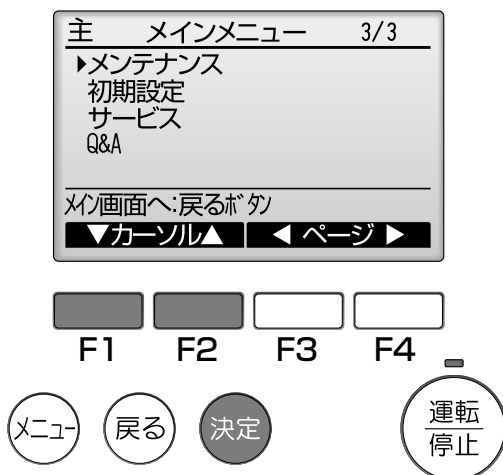 主 メインメニュー 3/3
▶メンテナンス
初期設定
サービス
Q&A
メイン画面へ:戻るボタン
▼カーソル▲ ◀ ページ ▶
F1 F2 F3 F4
メニュー 戻る 決定 運転
停止